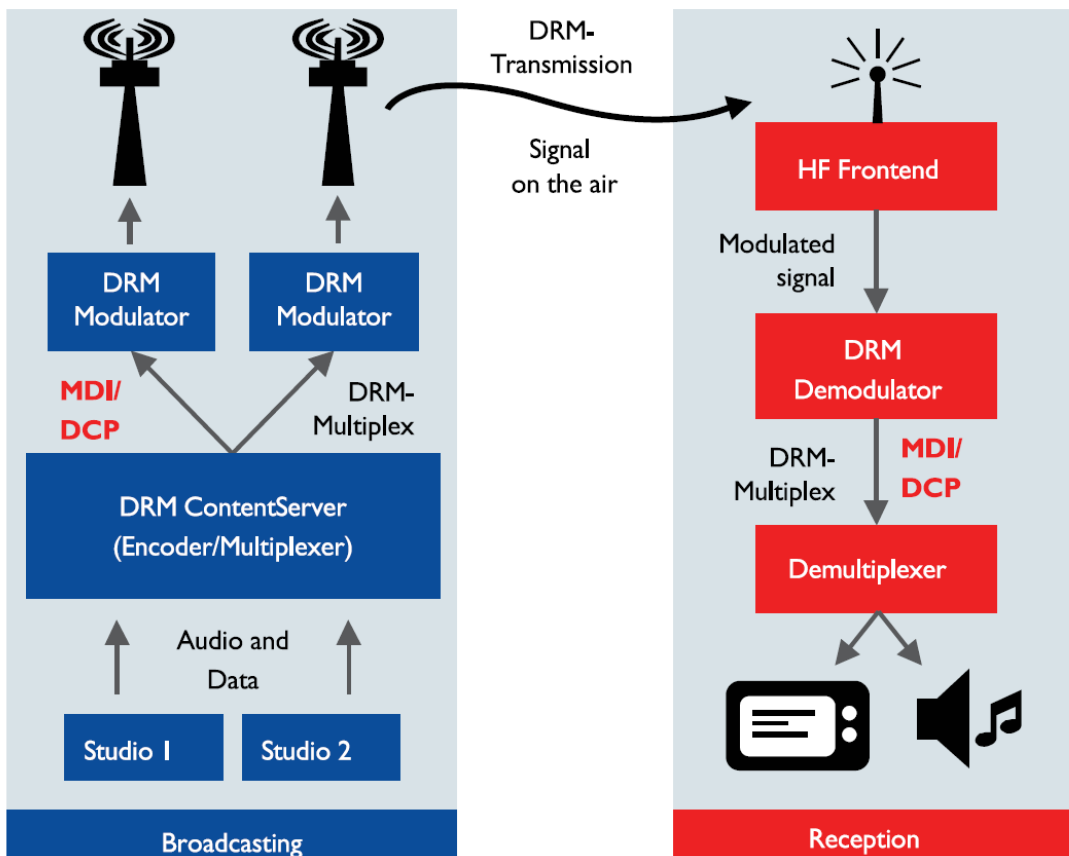 DRM-
Transmission
Signal
on the air
DRM
Modulator
DRM
Modulator
MDI/
DCP
DRM-
Multiplex
DRM ContentServer
(Encoder/Multiplexer)
Audio and
Data
Studio 1
Studio 2
Broadcasting
HF Frontend
Modulated
signal
DRM
Demodulator
DRM-
Multiplex
MDI/
DCP
Demultiplexer
Reception